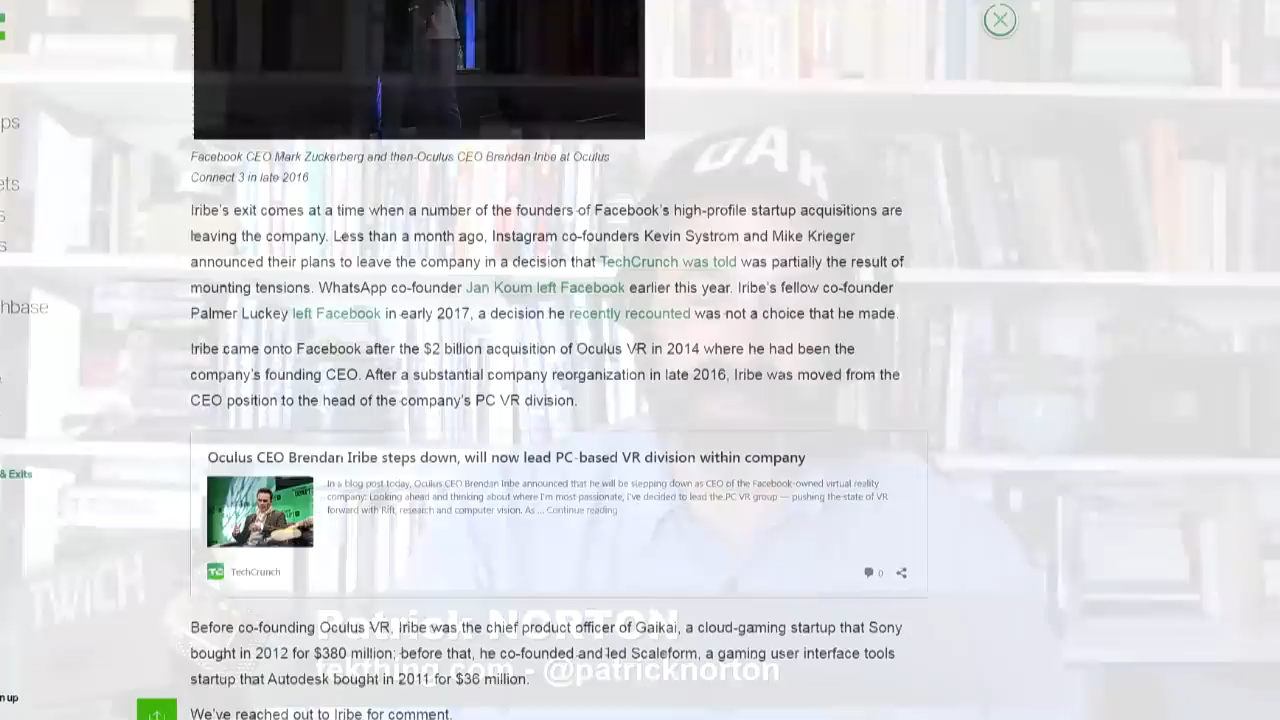 OAK
ps
Facebook CEO Mark Zuckerberg and then-Oculus CEO Brendan Iribe at Oculus
Connect 3 in late 2016
ets
s
Iribe's exit comes at a time when a number of the founders of Facebook's high-profile startup acquisitions are
leaving the company. Less than a month ago, Instagram co-founders Kevin Systrom and Mike Krieger
s
announced their plans to leave the company in a decision that TechCrunch was told was partially the result of
mounting tensions. WhatsApp co-founder Jan Koum left Facebook earlier this year. Iribe's fellow co-founder
hbase
Palmer Luckey left Facebook in early 2017, a decision he recently recounted was not a choice that he made.
Iribe came onto Facebook after the $2 billion acquisition of Oculus VR in 2014 where he had been the
company's founding CEO. After a substantial company reorganization in late 2016, Iribe was moved from the
CEO position to the head of the company's PC VR division.
Oculus CEO Brendan Iribe steps down, will now lead PC-based VR division within company
& Exits
In a blog post today, Oculus CEO Brendan Iribe announced that he will be stepping down as CEO of the Facebook-owned virtual reality
company: Looking ahead and thinking about where I'm most passionate, I've decided to lead the PC VR group — pushing the state of VR
forward with Rift, research and computer vision. As ... Continue reading
TC TechCrunch
0
TWiCH
Patrick NORTON
Before co-founding Oculus VR, Iribe was the chief product officer of Gaikai, a cloud-gaming startup that Sony
bought in 2012 for $380 million; before that, he co-founded and led Scaleform, a gaming user interface tools
tekthing.com - @patricknorton
startup that Autodesk bought in 2011 for $36 million.
n up
We've reached out to Iribe for comment.